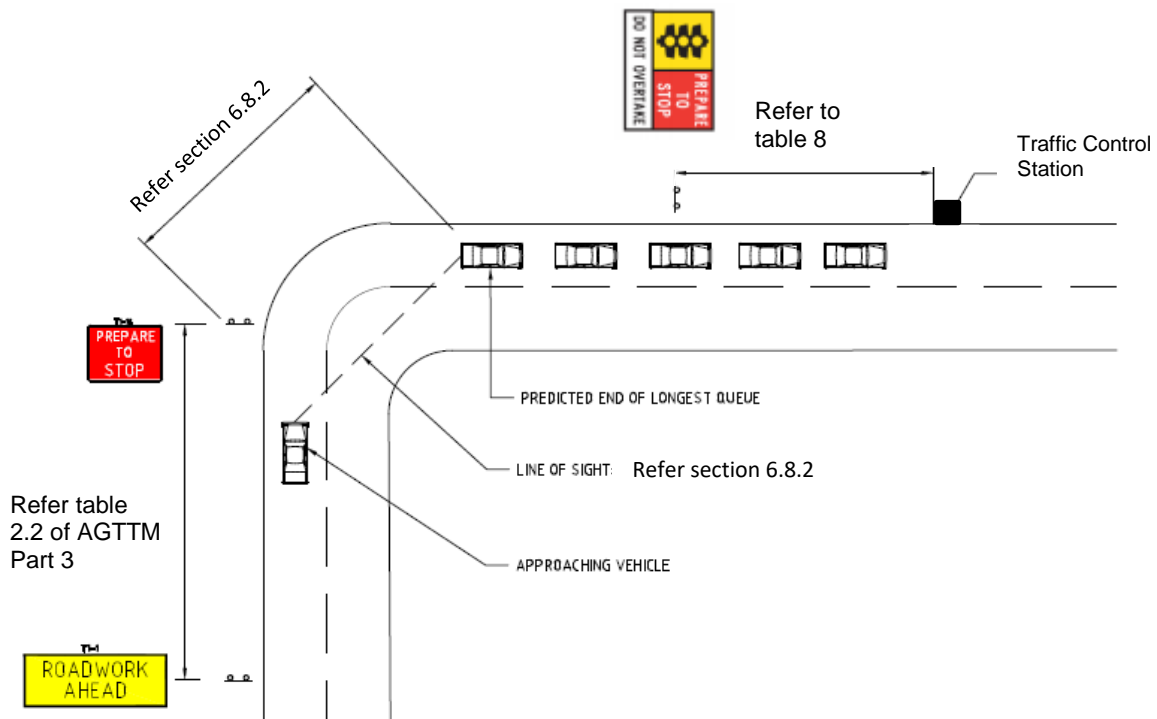 DO NOT OVERTAKE
PREPARE
TO
STOP
Refer to
table 8
Traffic Control
Station
Refer section 6.8.2
PREPARE
TO
STOP
PREDICTED END OF LONGEST QUEUE
LINE OF SIGHT: Refer section 6.8.2
Refer table
2.2 of AGTTM
Part 3
APPROACHING VEHICLE
T1-1
ROADWORK
AHEAD